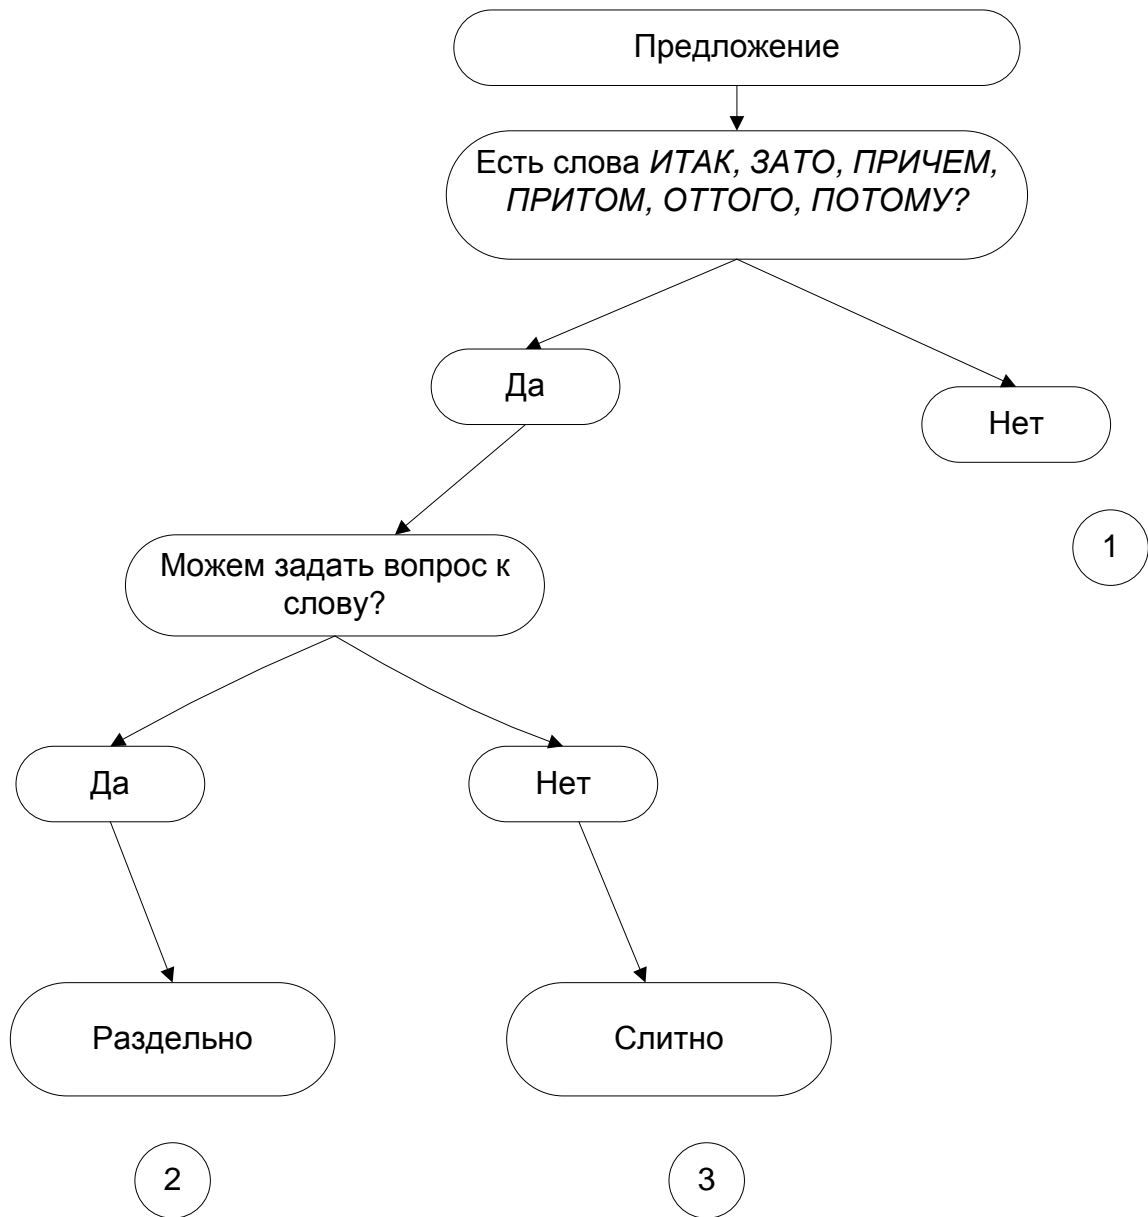 Предложение
Есть слова ИТАК, ЗАТО, ПРИЧЕМ,
ПРИТОМ, ОТТОГО, ПОТОМУ?
Да
Нет
1
Можем задать вопрос к
слову?
Да
Нет
Раздельно
Слитно
2
3